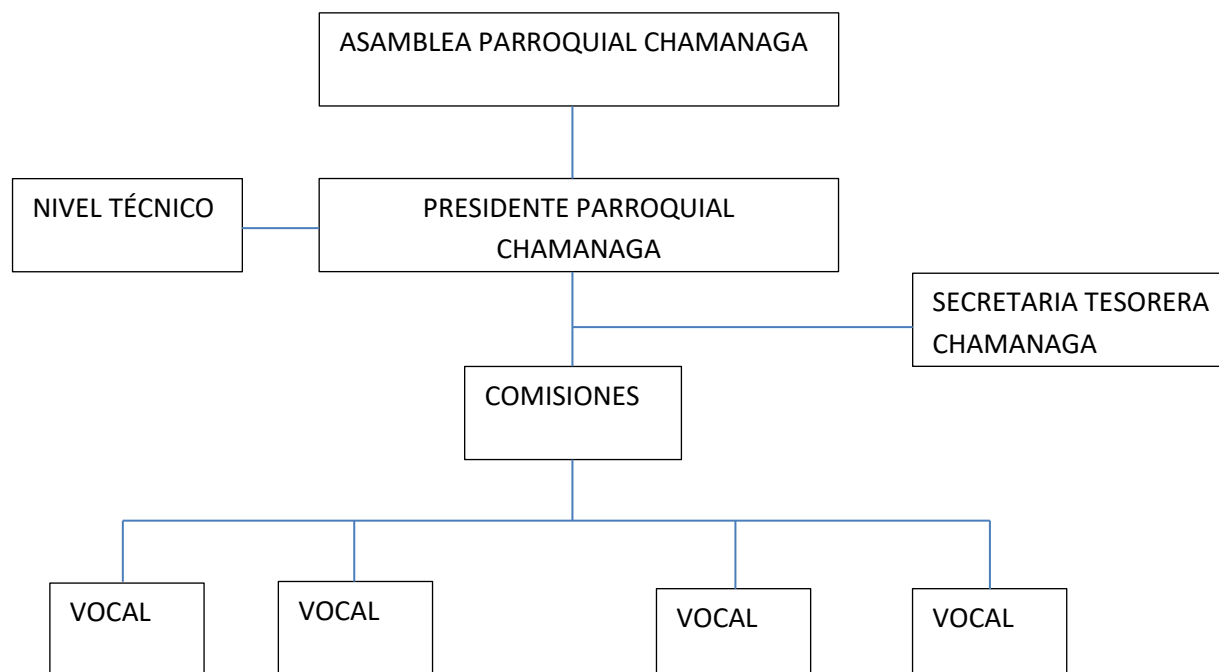 ASAMBLEA PARROQUIAL CHAMANAGA
NIVEL TÉCNICO
PRESIDENTE PARROQUIAL
CHAMANAGA
SECRETARIA TESORERA
CHAMANAGA
COMISIONES
VOCAL
VOCAL
VOCAL
VOCAL